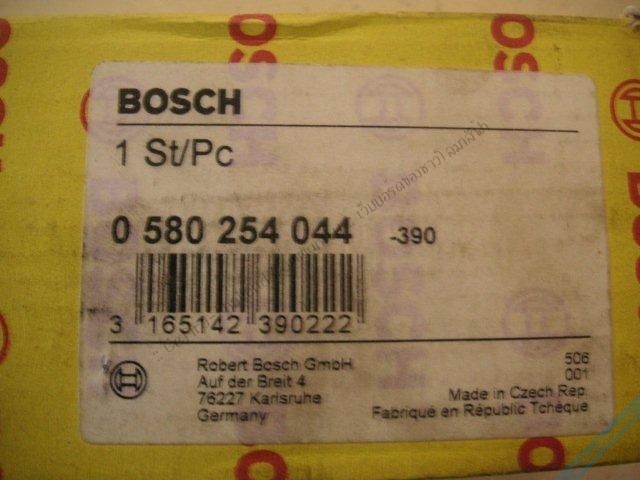 BOSCH
1 St/Pc
0 580 254 044 -390
3 165142 390222
Robert Bosch GmbH
Auf der Breit 4
76227 Karlsruhe
Germany
506
001
Made in Czech Rep.
Fabriqué en République Tchèque